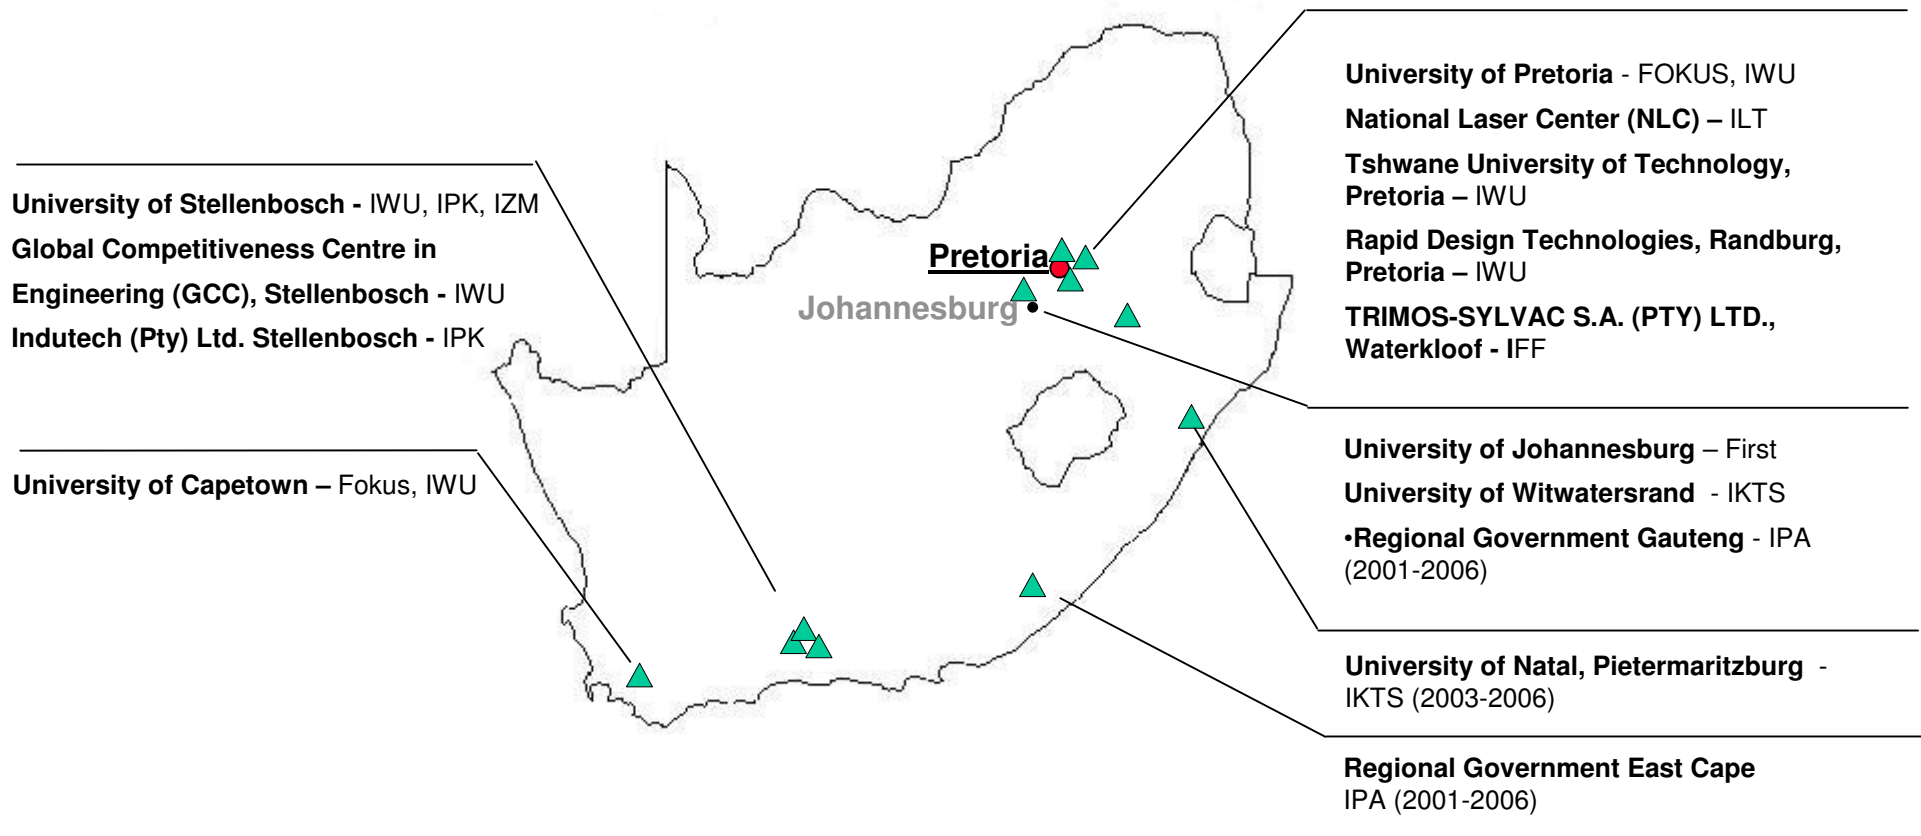 University of Stellenbosch - IWU, IPK, IZM
Global Competitiveness Centre in
Engineering (GCC), Stellenbosch - IWU
Indutech (Pty) Ltd. Stellenbosch - IPK
University of Capetown – Fokus, IWU
Pretoria
Johannesburg
University of Pretoria - FOKUS, IWU
National Laser Center (NLC) – ILT
Tshwane University of Technology,
Pretoria – IWU
Rapid Design Technologies, Randburg,
Pretoria – IWU
TRIMOS-SYLVAC S.A. (PTY) LTD.,
Waterkloof - IFF
University of Johannesburg – First
University of Witwatersrand - IKTS
•Regional Government Gauteng - IPA
(2001-2006)
University of Natal, Pietermaritzburg -
IKTS (2003-2006)
Regional Government East Cape
IPA (2001-2006)